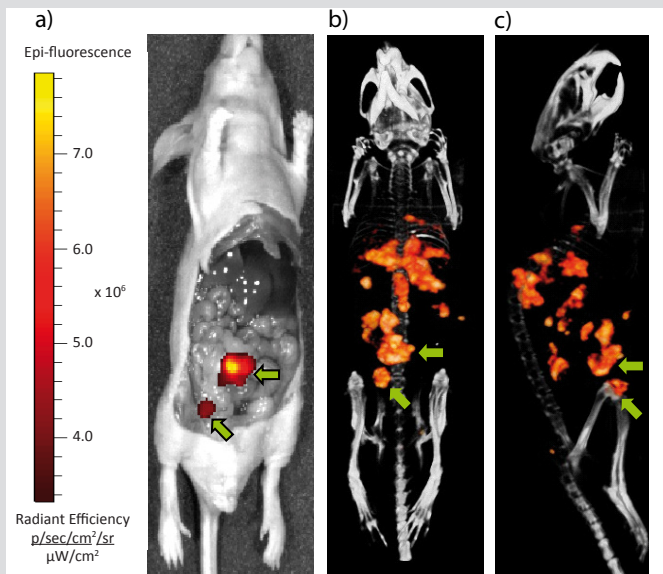 a)
b)
c)
Epi-fluorescence
7.0
6.0
x 10⁶
5.0
4.0
Radiant Efficiency
p/sec/cm²/sr
µW/cm²